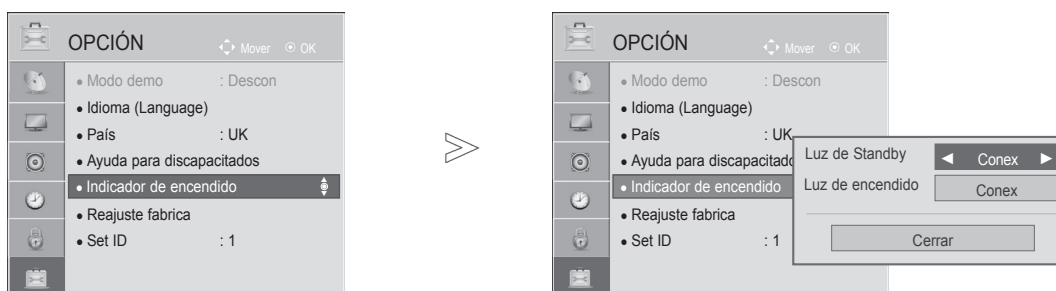 OPCIÓN Mover OK
• Modo demo : Descon
• Idioma (Language)
• País : UK
• Ayuda para discapacitados
• Indicador de encendido
• Reajuste fabrica
• Set ID : 1
OPCIÓN Mover OK
• Modo demo : Descon
• Idioma (Language)
• País : UK
• Ayuda para discapacitado
• Indicador de encendido
• Reajuste fabrica
• Set ID : 1
Luz de Standby ◀ Conex ▶
Luz de encendido Conex
Cerrar